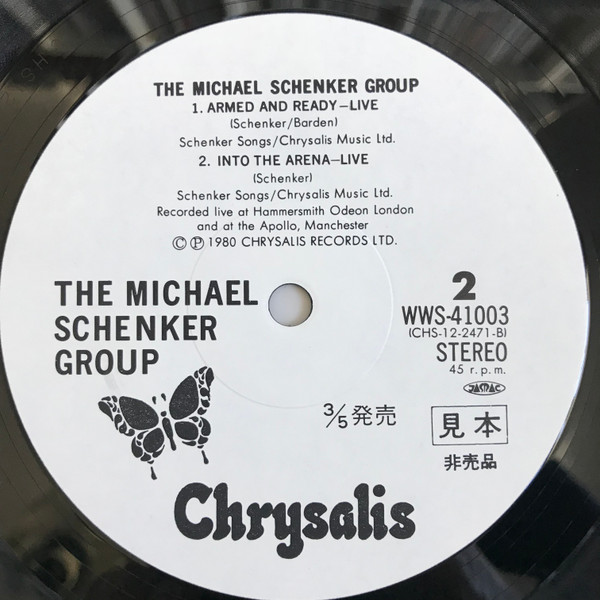 THE MICHAEL SCHENKER GROUP
1. ARMED AND READY–LIVE
(Schenker/Barden)
Schenker Songs/Chrysalis Music Ltd.
2. INTO THE ARENA–LIVE
(Schenker)
Schenker Songs/Chrysalis Music Ltd.
Recorded live at Hammersmith Odeon London
and at the Apollo, Manchester
© ℗ 1980 CHRYSALIS RECORDS LTD.
THE MICHAEL
SCHENKER
GROUP
2
WWS-41003
(CHS-12-2471-B)
STEREO
45 r.p.m.
JASRAC
3/5発売
見本
非売品
Chrysalis